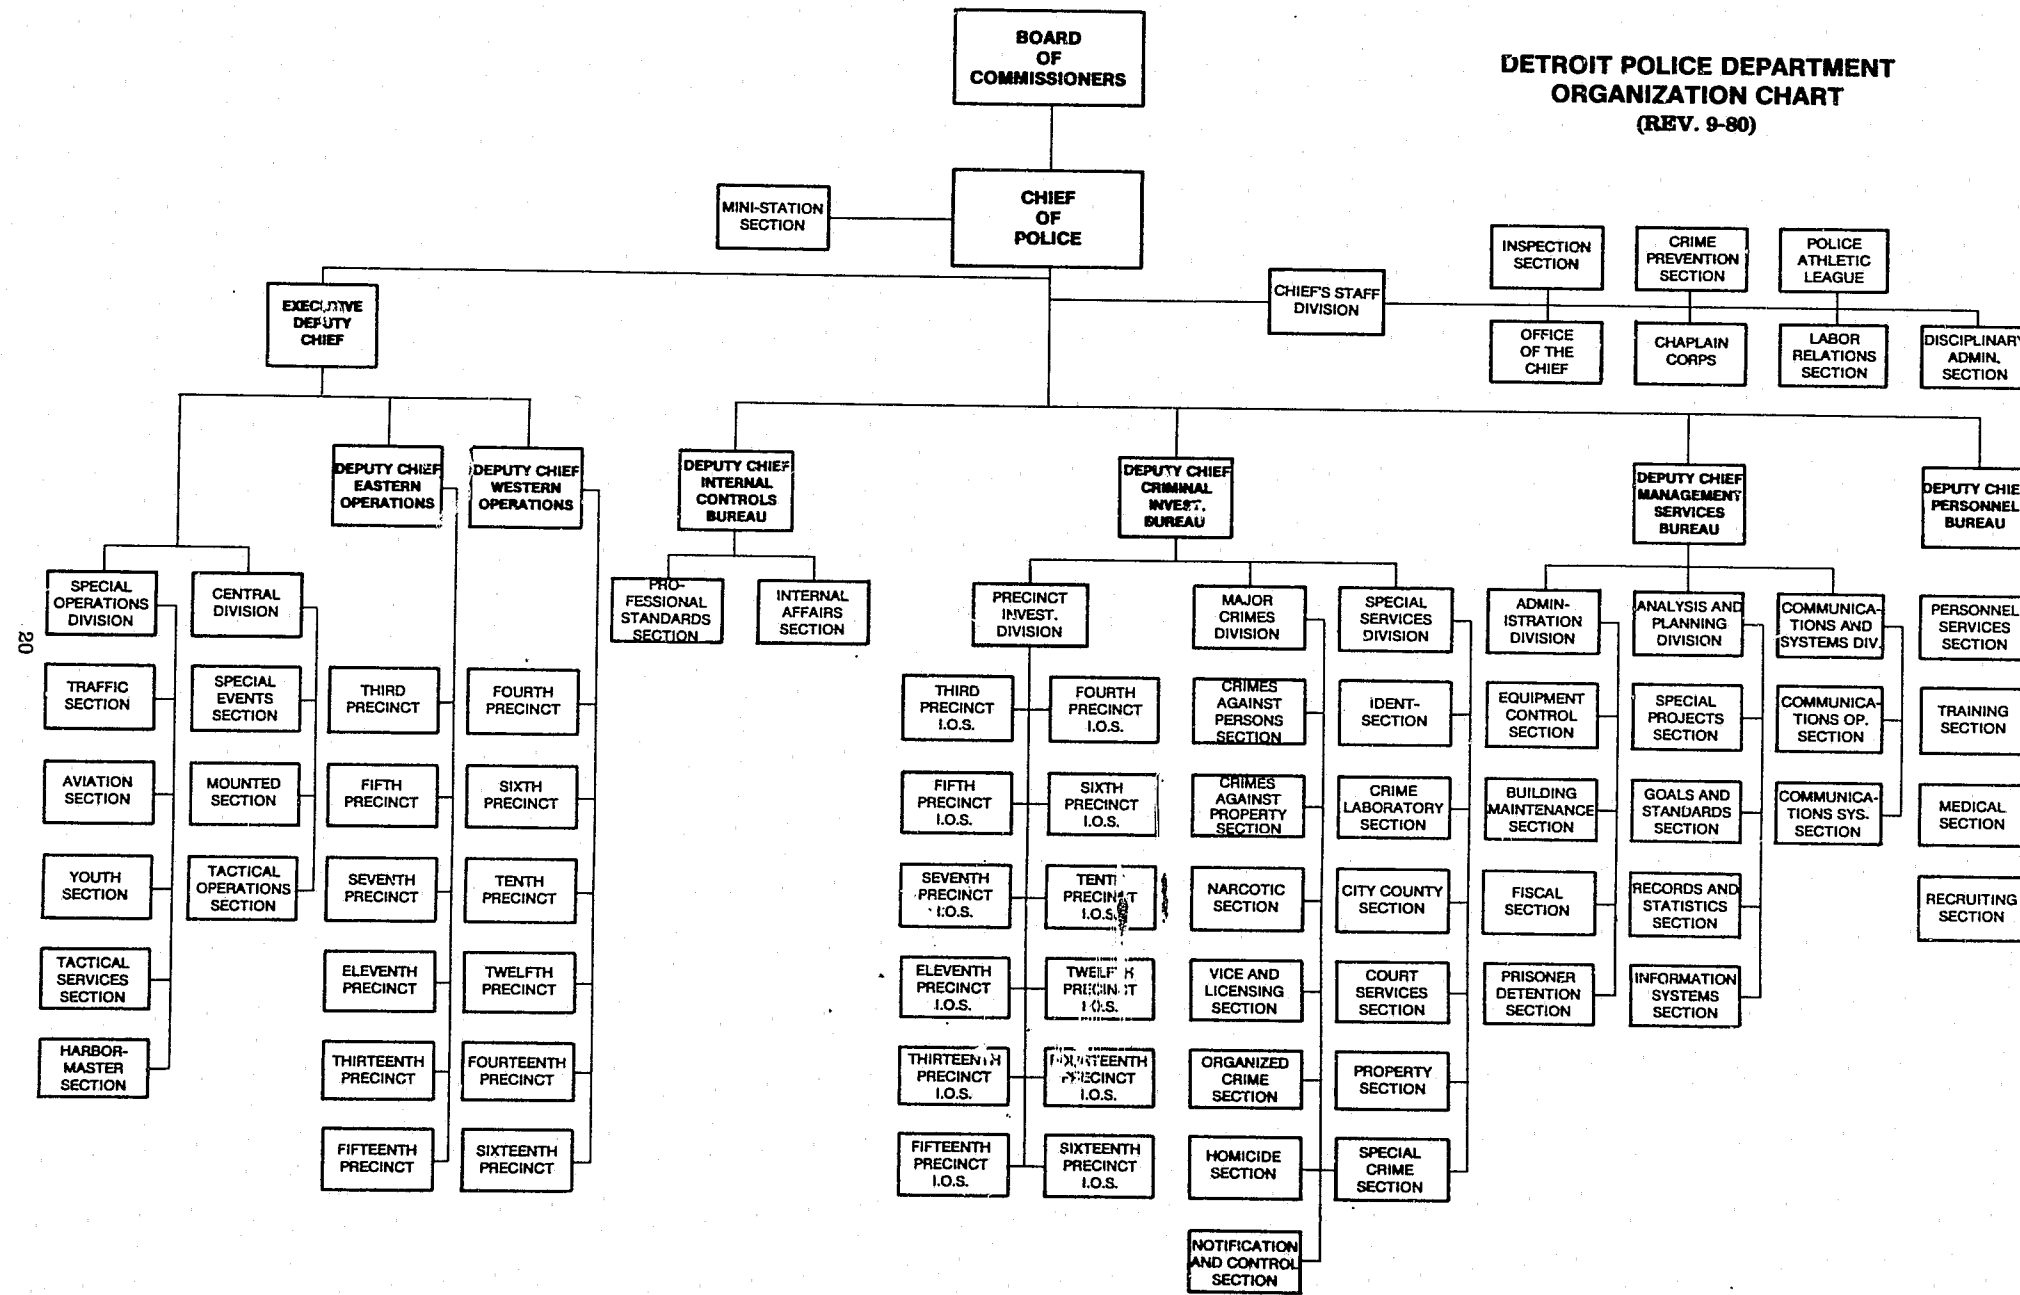 BOARD
OF
COMMISSIONERS
DETROIT POLICE DEPARTMENT
ORGANIZATION CHART
(REV. 9-80)
CHIEF
OF
POLICE
MINI-STATION
SECTION
CHIEF'S STAFF
DIVISION
INSPECTION
SECTION
CRIME
PREVENTION
SECTION
POLICE
ATHLETIC
LEAGUE
OFFICE
OF THE
CHIEF
CHAPLAIN
CORPS
LABOR
RELATIONS
SECTION
DISCIPLINARY
ADMIN.
SECTION
EXECUTIVE
DEPUTY
CHIEF
DEPUTY CHIEF
EASTERN
OPERATIONS
DEPUTY CHIEF
WESTERN
OPERATIONS
DEPUTY CHIEF
INTERNAL
CONTROLS
BUREAU
DEPUTY CHIEF
CRIMINAL
INVEST.
BUREAU
DEPUTY CHIEF
MANAGEMENT
SERVICES
BUREAU
DEPUTY CHIE
PERSONNEL
BUREAU
SPECIAL
OPERATIONS
DIVISION
TRAFFIC
SECTION
AVIATION
SECTION
YOUTH
SECTION
TACTICAL
SERVICES
SECTION
HARBOR-
MASTER
SECTION
CENTRAL
DIVISION
SPECIAL
EVENTS
SECTION
MOUNTED
SECTION
TACTICAL
OPERATIONS
SECTION
THIRD
PRECINCT
FIFTH
PRECINCT
SEVENTH
PRECINCT
ELEVENTH
PRECINCT
THIRTEENTH
PRECINCT
FIFTEENTH
PRECINCT
FOURTH
PRECINCT
SIXTH
PRECINCT
TENTH
PRECINCT
TWELFTH
PRECINCT
FOURTEENTH
PRECINCT
SIXTEENTH
PRECINCT
PRO-
FESSIONAL
STANDARDS
SECTION
INTERNAL
AFFAIRS
SECTION
PRECINCT
INVEST.
DIVISION
THIRD
PRECINCT
I.O.S.
FOURTH
PRECINCT
I.O.S.
FIFTH
PRECINCT
I.O.S.
SIXTH
PRECINCT
I.O.S.
SEVENTH
PRECINCT
I.O.S.
TENTH
PRECINCT
I.O.S.
ELEVENTH
PRECINCT
I.O.S.
TWELFTH
PRECINCT
I.O.S.
THIRTEENTH
PRECINCT
I.O.S.
FOURTEENTH
PRECINCT
I.O.S.
FIFTEENTH
PRECINCT
I.O.S.
SIXTEENTH
PRECINCT
I.O.S.
MAJOR
CRIMES
DIVISION
CRIMES
AGAINST
PERSONS
SECTION
CRIMES
AGAINST
PROPERTY
SECTION
NARCOTIC
SECTION
VICE AND
LICENSING
SECTION
ORGANIZED
CRIME
SECTION
HOMICIDE
SECTION
NOTIFICATION
AND CONTROL
SECTION
SPECIAL
SERVICES
DIVISION
IDENT-
SECTION
CRIME
LABORATORY
SECTION
CITY COUNTY
SECTION
COURT
SERVICES
SECTION
PROPERTY
SECTION
SPECIAL
CRIME
SECTION
ADMIN-
ISTRATION
DIVISION
EQUIPMENT
CONTROL
SECTION
BUILDING
MAINTENANCE
SECTION
FISCAL
SECTION
PRISONER
DETENTION
SECTION
ANALYSIS AND
PLANNING
DIVISION
SPECIAL
PROJECTS
SECTION
GOALS AND
STANDARDS
SECTION
RECORDS AND
STATISTICS
SECTION
INFORMATION
SYSTEMS
SECTION
COMMUNICA-
TIONS AND
SYSTEMS DIV.
COMMUNICA-
TIONS OP.
SECTION
COMMUNICA-
TIONS SYS.
SECTION
PERSONNEL
SERVICES
SECTION
TRAINING
SECTION
MEDICAL
SECTION
RECRUITING
SECTION
20